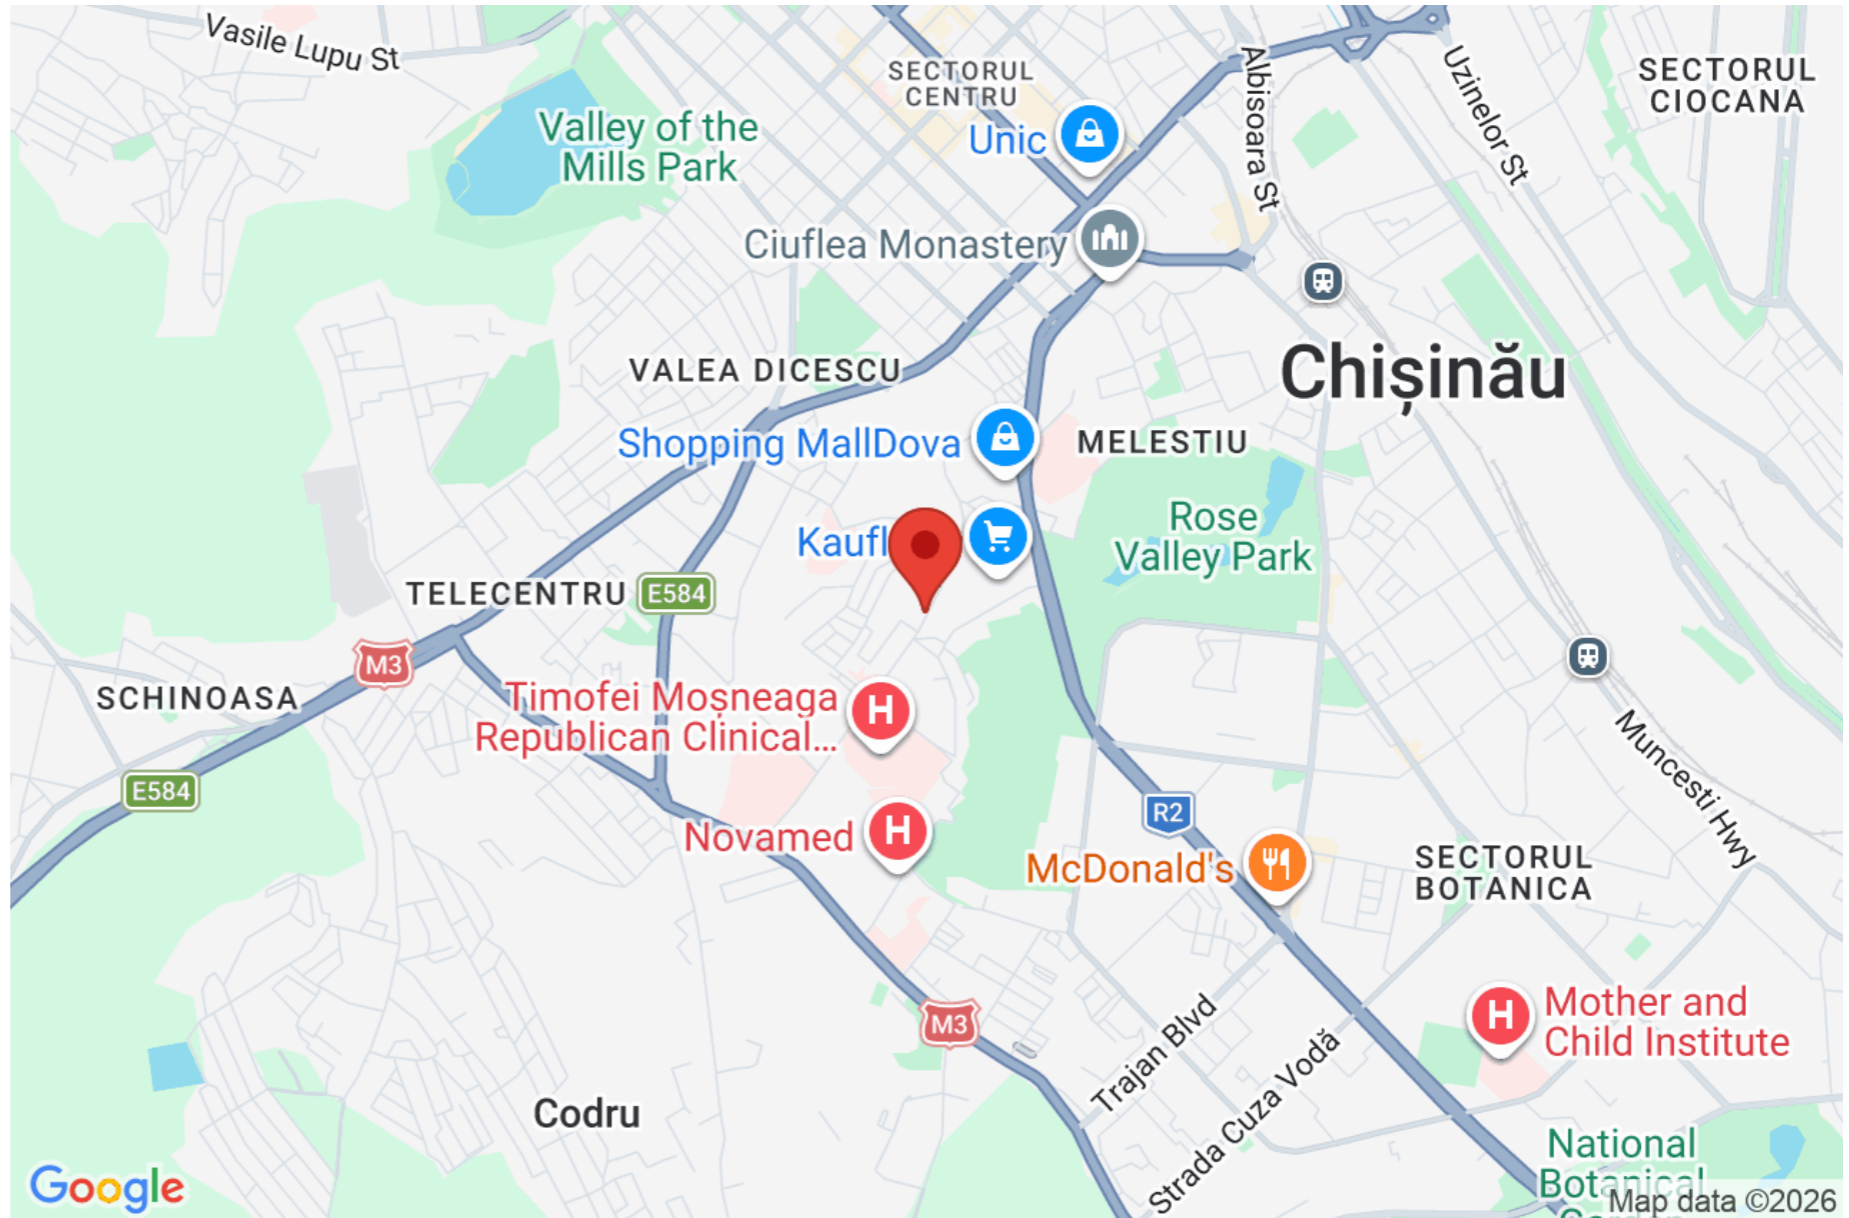 Vasile Lupu St
SECTORUL
CENTRU
Albisoara St
Uzinelor St
SECTORUL
CIOCANA
Valley of the
Mills Park
Unic
Ciuflea Monastery
Chișinău
VALEA DICESCU
Shopping MallDova
MELESTIU
Rose
Valley Park
Kaufl
TELECENTRU
E584
M3
SCHINOASA
Timofei Moșneaga
Republican Clinical...
H
E584
R2
Muncesti Hwy
Novamed
H
McDonald's
SECTORUL
BOTANICA
M3
H
Mother and
Child Institute
Trajan Blvd
Strada Cuza Vodă
Codru
National
Botanical
Garden
Google
Map data ©2026